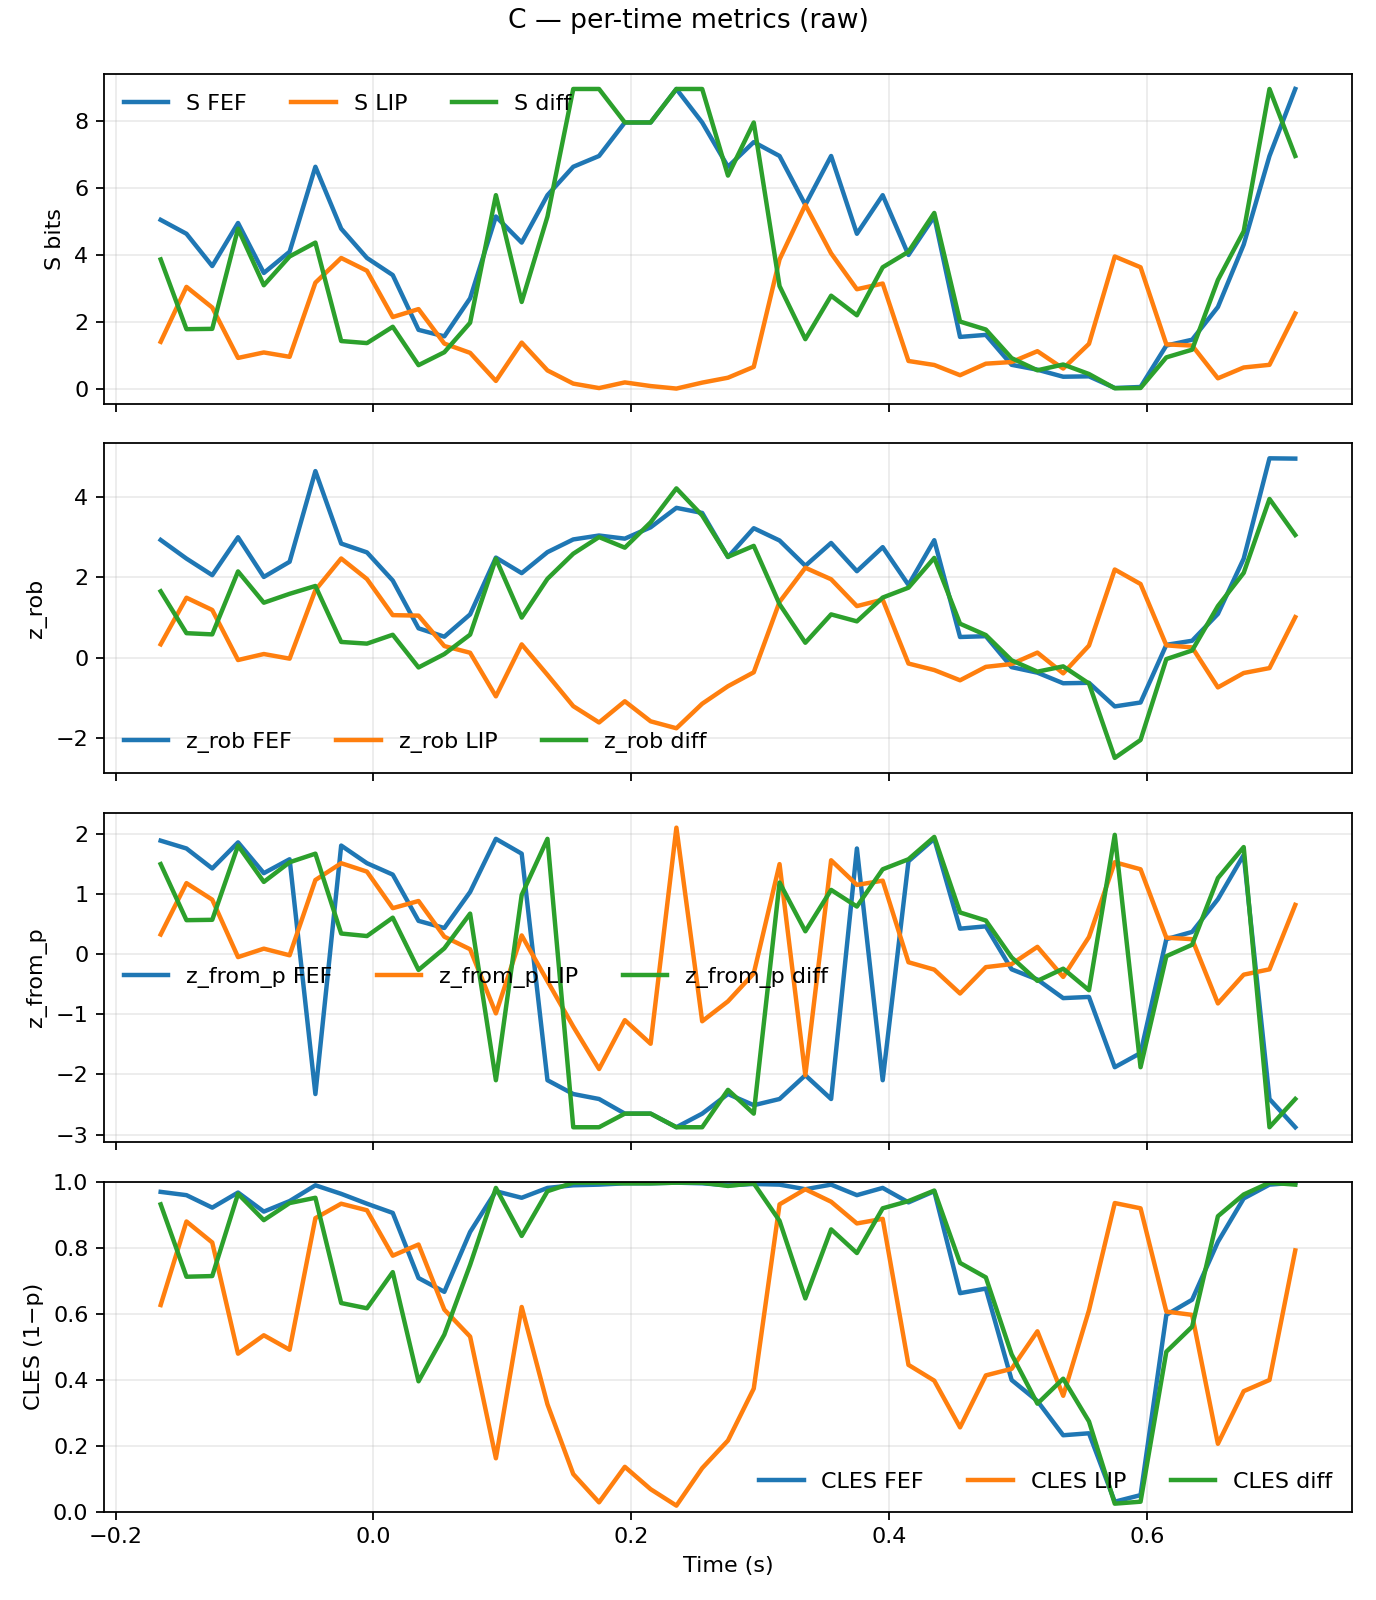 C — per-time metrics (raw)
S FEF S LIP S diff
8
6
4
2
0
S bits
4
2
0
−2
z_rob
z_rob FEF z_rob LIP z_rob diff
2
1
0
−1
−2
−3
z_from_p
z_from_p FEF z_from_p LIP z_from_p diff
1.0
0.8
0.6
0.4
0.2
0.0
CLES (1−p)
CLES FEF CLES LIP CLES diff
−0.2 0.0 0.2 0.4 0.6
Time (s)